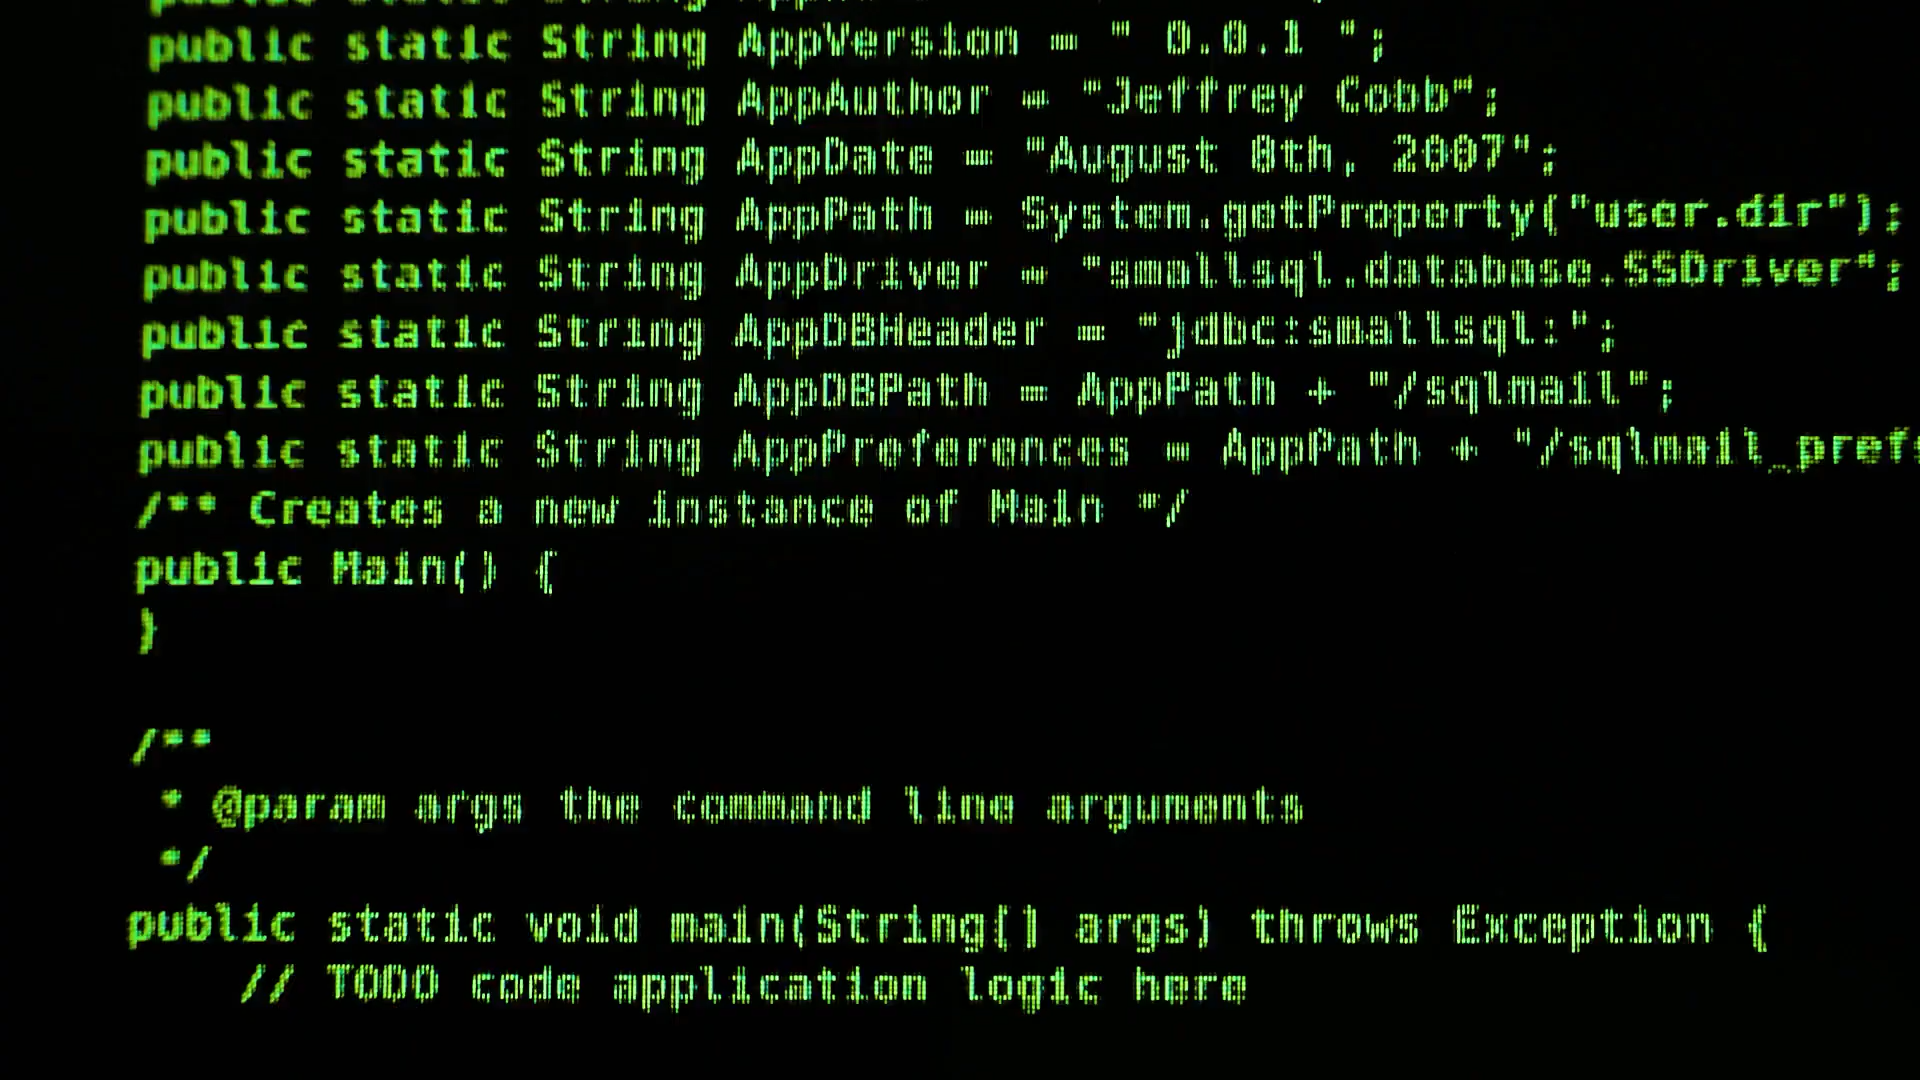 public static String AppVersion = " 0.0.1 ";
public static String AppAuthor = "Jeffrey Cobb";
public static String AppDate = "August 8th, 2007";
public static String AppPath = System.getProperty("user.dir");
public static String AppDriver = "smallsql.database.SSDriver";
public static String AppDBHeader = "jdbc:smallsql:";
public static String AppDBPath = AppPath + "/sqlmail";
public static String AppPreferences = AppPath + "/sqlmail_prefs
/** Creates a new instance of Main */
public Main() {
}
/**
* @param args the command line arguments
*/
public static void main(String[] args) throws Exception {
// TODO code application logic here